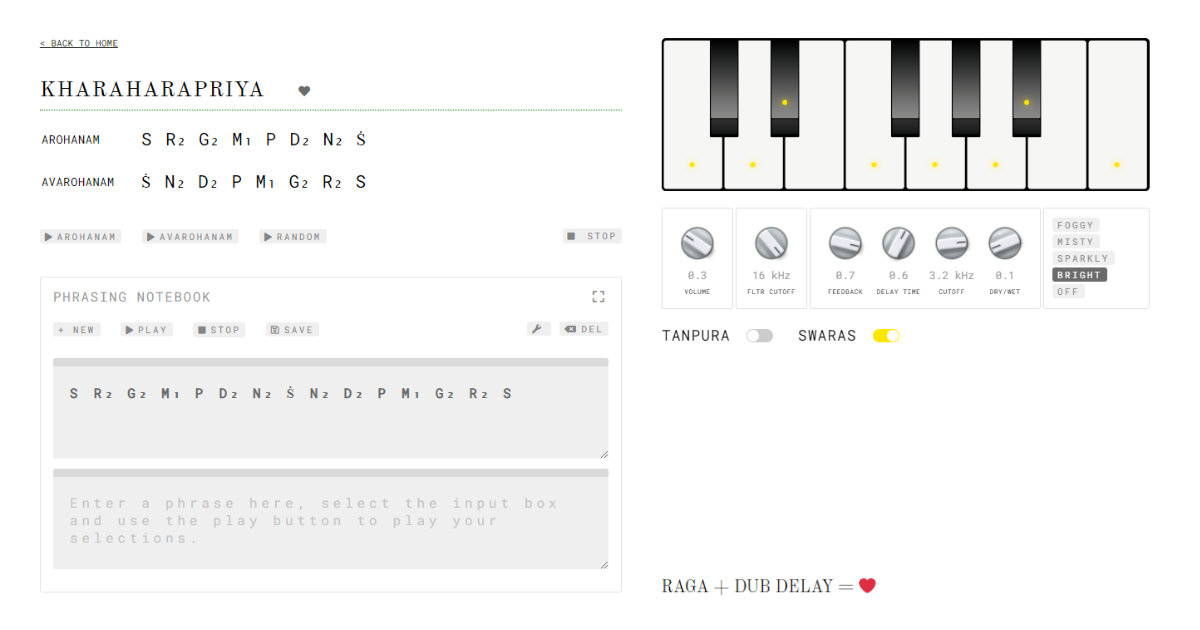 < BACK TO HOME
KHARAHARAPRIYA
AROHANAM S R₂ G₂ M₁ P D₂ N₂ Ṡ
AVAROHANAM Ṡ N₂ D₂ P M₁ G₂ R₂ S
AROHANAM AVAROHANAM RANDOM STOP
PHRASING NOTEBOOK
+ NEW PLAY STOP SAVE DEL
S R₂ G₂ M₁ P D₂ N₂ Ṡ N₂ D₂ P M₁ G₂ R₂ S
Enter a phrase here, select the input box
and use the play button to play your
selections.
0.3 16 kHz 0.7 0.6 3.2 kHz 0.1
VOLUME FLTR CUTOFF FEEDBACK DELAY TIME CUTOFF DRY/WET
FOGGY
MISTY
SPARKLY
BRIGHT
OFF
TANPURA SWARAS
RAGA + DUB DELAY = ❤